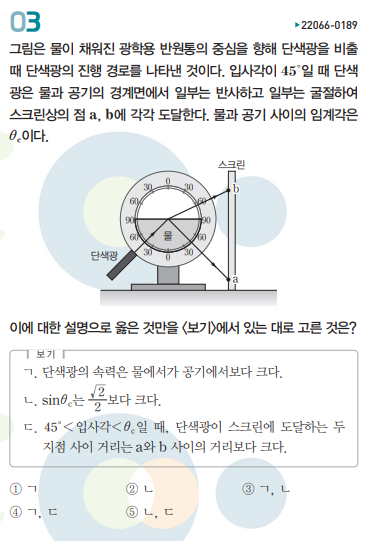 03
▸22066-0189
그림은 물이 채워진 광학용 반원통의 중심을 향해 단색광을 비출
때 단색광의 진행 경로를 나타낸 것이다. 입사각이 45°일 때 단색
광은 물과 공기의 경계면에서 일부는 반사하고 일부는 굴절하여
스크린상의 점 a, b에 각각 도달한다. 물과 공기 사이의 임계각은
θc이다.
스크린
0
30 30
60 60
90 90
60 60
30 30
0
b
물
단색광
a
이에 대한 설명으로 옳은 것만을 〈보기〉에서 있는 대로 고른 것은?
보기
ㄱ. 단색광의 속력은 물에서가 공기에서보다 크다.
ㄴ. sinθc는 √2/2보다 크다.
ㄷ. 45°<입사각<θc일 때, 단색광이 스크린에 도달하는 두
지점 사이 거리는 a와 b 사이의 거리보다 크다.
① ㄱ ② ㄴ ③ ㄱ, ㄴ
④ ㄱ, ㄷ ⑤ ㄴ, ㄷ